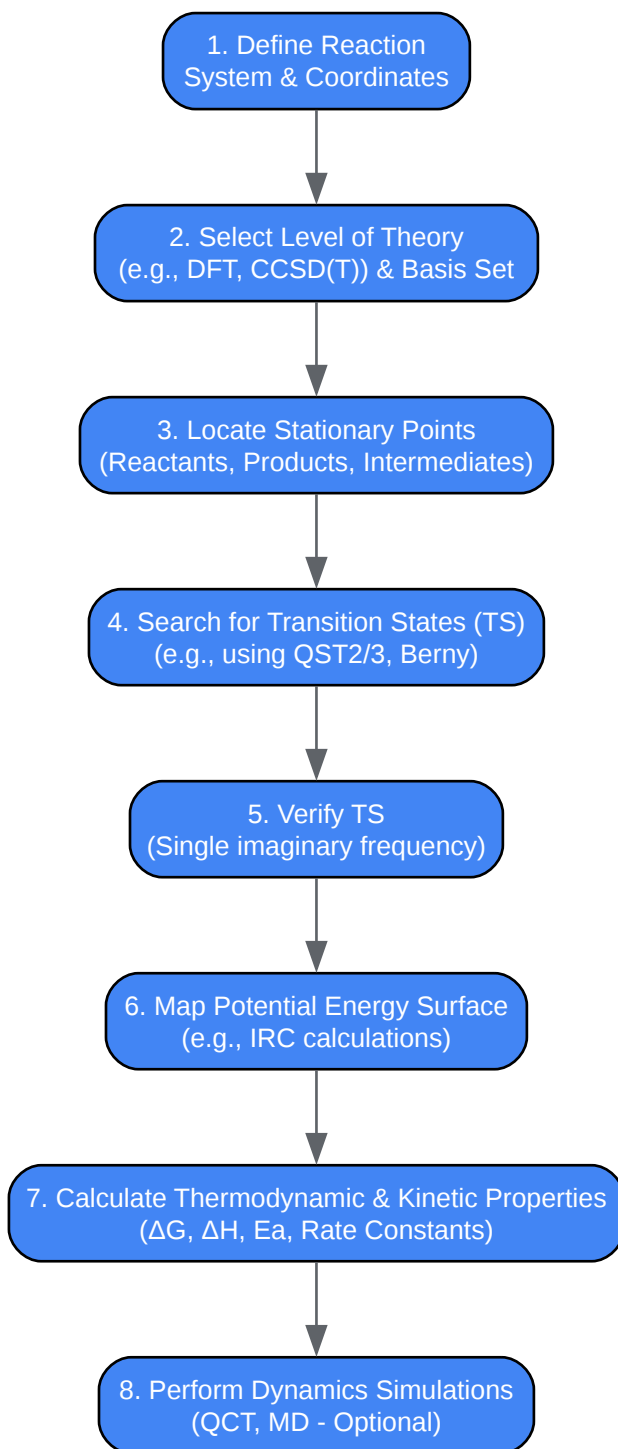 1. Define Reaction
System & Coordinates
2. Select Level of Theory
(e.g., DFT, CCSD(T)) & Basis Set
3. Locate Stationary Points
(Reactants, Products, Intermediates)
4. Search for Transition States (TS)
(e.g., using QST2/3, Berny)
5. Verify TS
(Single imaginary frequency)
6. Map Potential Energy Surface
(e.g., IRC calculations)
7. Calculate Thermodynamic & Kinetic Properties
(ΔG, ΔH, Ea, Rate Constants)
8. Perform Dynamics Simulations
(QCT, MD - Optional)